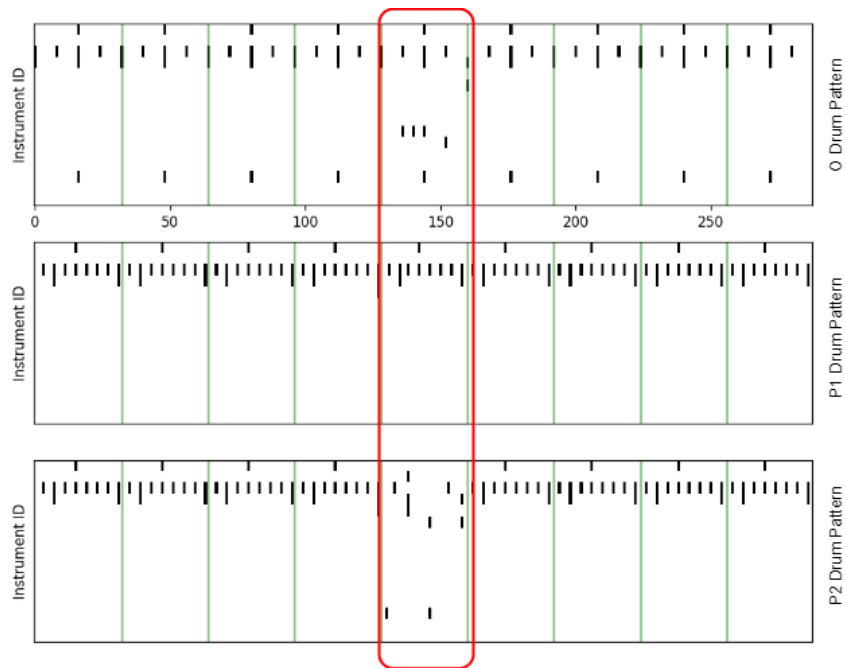 Instrument ID
O Drum Pattern
0 50 100 150 200 250
Instrument ID
P1 Drum Pattern
Instrument ID
P2 Drum Pattern